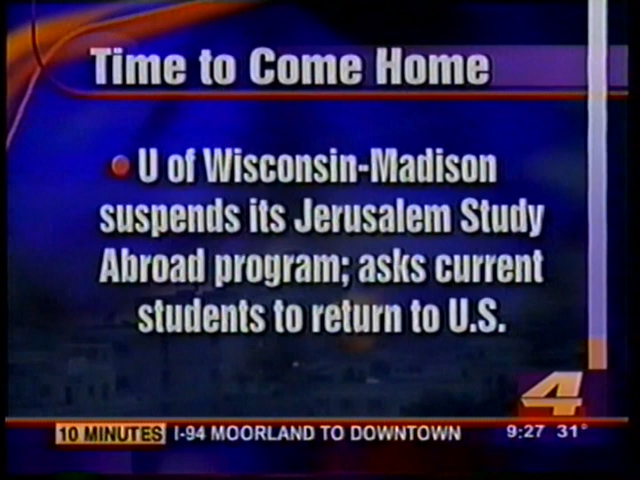 Time to Come Home
• U of Wisconsin-Madison
suspends its Jerusalem Study
Abroad program; asks current
students to return to U.S.
4
10 MINUTES I-94 MOORLAND TO DOWNTOWN 9:27 31°